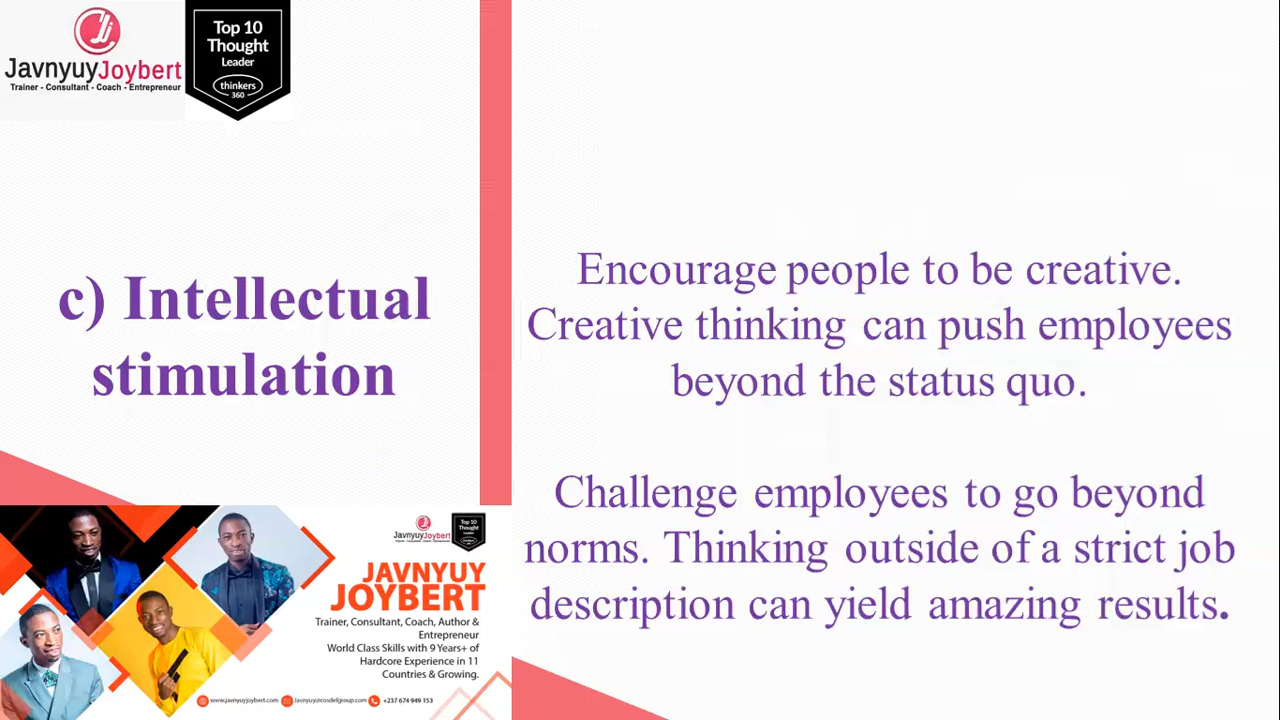 JavnyuyJoybert
Trainer - Consultant - Coach - Entrepreneur
Top 10
Thought
Leader
thinkers
360
c) Intellectual
stimulation
Encourage people to be creative.
Creative thinking can push employees
beyond the status quo.
Challenge employees to go beyond
norms. Thinking outside of a strict job
description can yield amazing results.
JavnyuyJoybert
Top 10
Thought
Leader
JAVNYUY
JOYBERT
Trainer, Consultant, Coach, Author &
Entrepreneur
World Class Skills with 9 Years+ of
Hardcore Experience in 11
Countries & Growing.
www.javnyuyjoybert.com Javnyuy@cosdefgroup.com +237 674 949 153